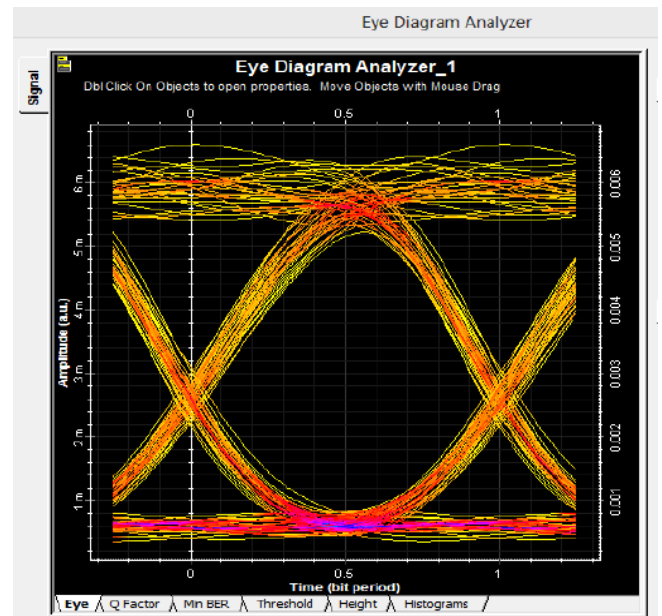 Eye Diagram Analyzer
Signal
Eye Diagram Analyzer_1
Dbl Click On Objects to open properties. Move Objects with Mouse Drag
0 0.5 1
6 m
5 m
4 m
3 m
2 m
1 m
Amplitude (a.u.)
0.006
0.005
0.004
0.003
0.002
0.001
0 0.5 1
Time (bit period)
Eye Q Factor Min BER Threshold Height Histograms